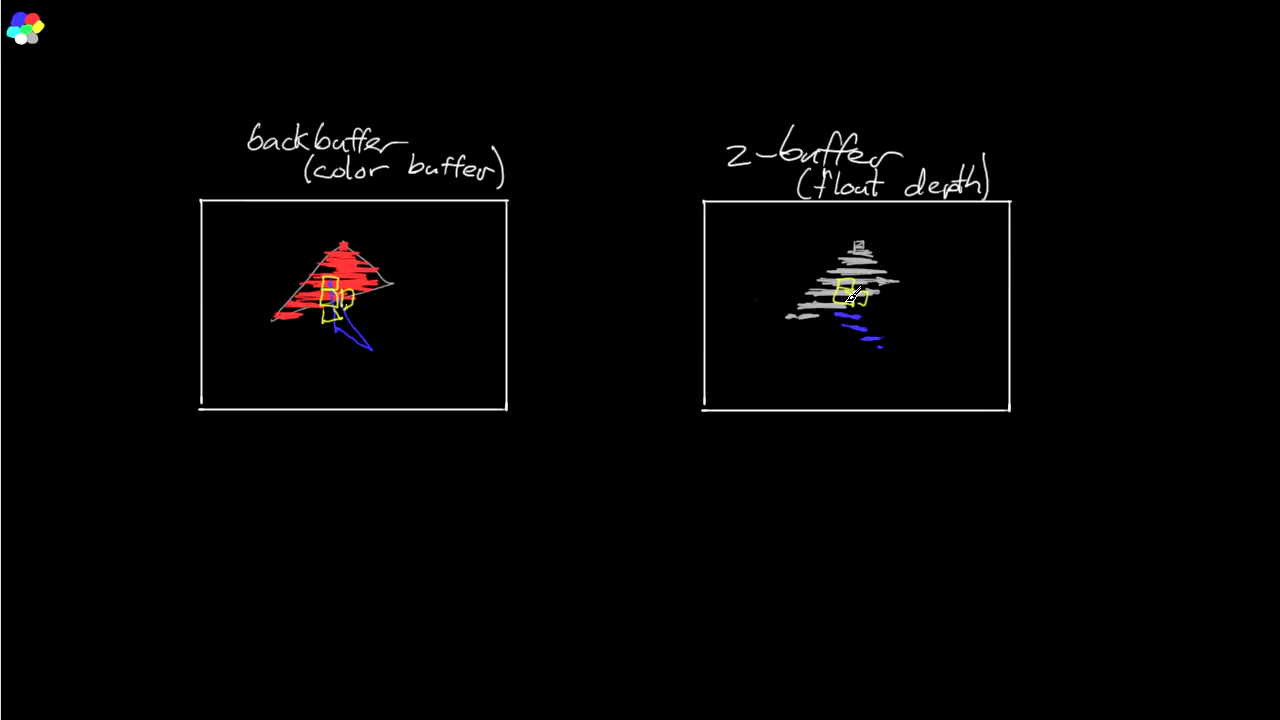 backbuffer
(color buffer)
z-buffer
(float depth)